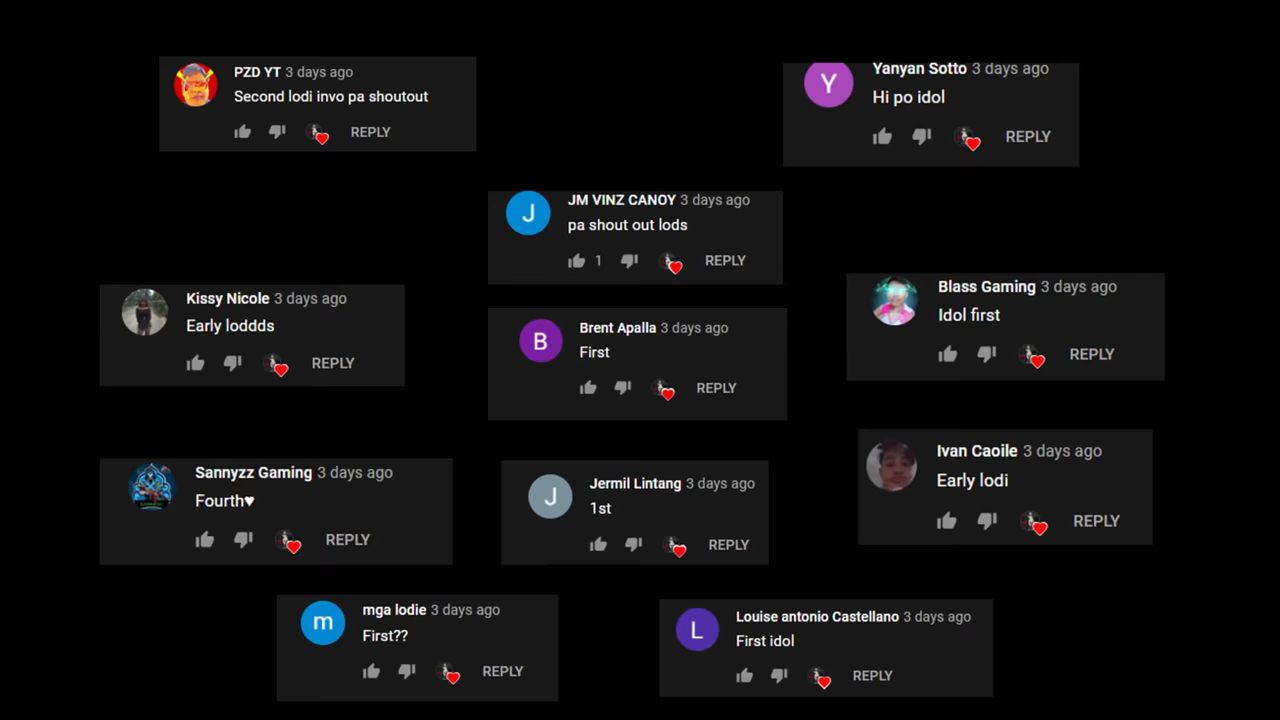 PZD YT 3 days ago
Second lodi invo pa shoutout
REPLY
Y
Yanyan Sotto 3 days ago
Hi po idol
REPLY
J
JM VINZ CANOY 3 days ago
pa shout out lods
1
REPLY
Kissy Nicole 3 days ago
Early loddds
REPLY
B
Brent Apalla 3 days ago
First
REPLY
Blass Gaming 3 days ago
Idol first
REPLY
Sannyzz Gaming 3 days ago
Fourth♥
REPLY
J
Jermil Lintang 3 days ago
1st
REPLY
Ivan Caoile 3 days ago
Early lodi
REPLY
m
mga lodie 3 days ago
First??
REPLY
L
Louise antonio Castellano 3 days ago
First idol
REPLY